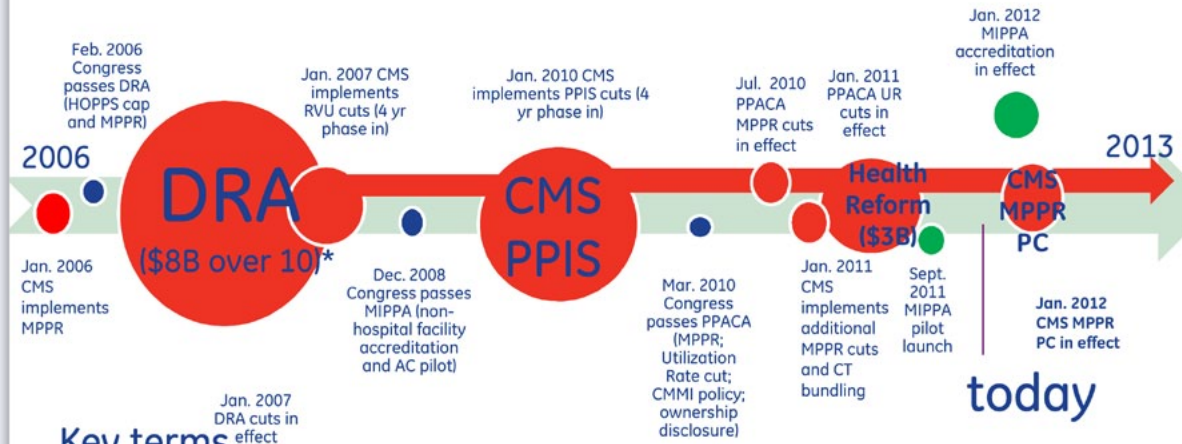 Jan. 2012
MIPPA
accreditation
in effect
Feb. 2006
Congress
passes DRA
(HOPPS cap
and MPPR)
Jan. 2007 CMS
implements
RVU cuts (4 yr
phase in)
Jan. 2010 CMS
implements PPIS cuts (4
yr phase in)
Jul. 2010
PPACA
MPPR cuts
in effect
Jan. 2011
PPACA UR
cuts in
effect
2006
2013
DRA
($8B over 10)*
CMS
PPIS
Health
Reform
($3B)
CMS
MPPR
PC
Jan. 2006
CMS
implements
MPPR
Dec. 2008
Congress passes
MIPPA (non-
hospital facility
accreditation
and AC pilot)
Mar. 2010
Congress
passes PPACA
(MPPR;
Utilization
Rate cut;
CMMI policy;
ownership
disclosure)
Jan. 2011
CMS
implements
additional
MPPR cuts
and CT
bundling
Sept.
2011
MIPPA
pilot
launch
Jan. 2012
CMS MPPR
PC in effect
today
Jan. 2007
DRA cuts in
effect
Key terms